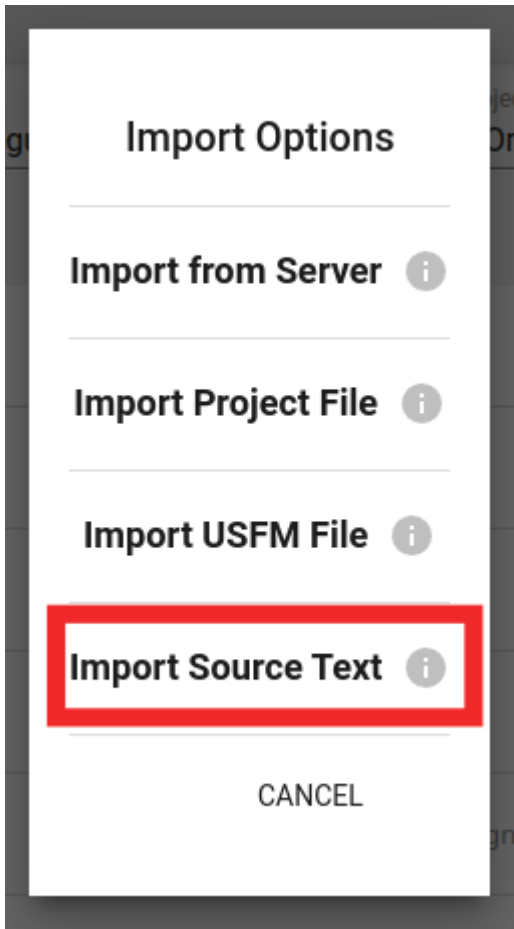 Import Options
Import from Server
Import Project File
Import USFM File
Import Source Text
CANCEL